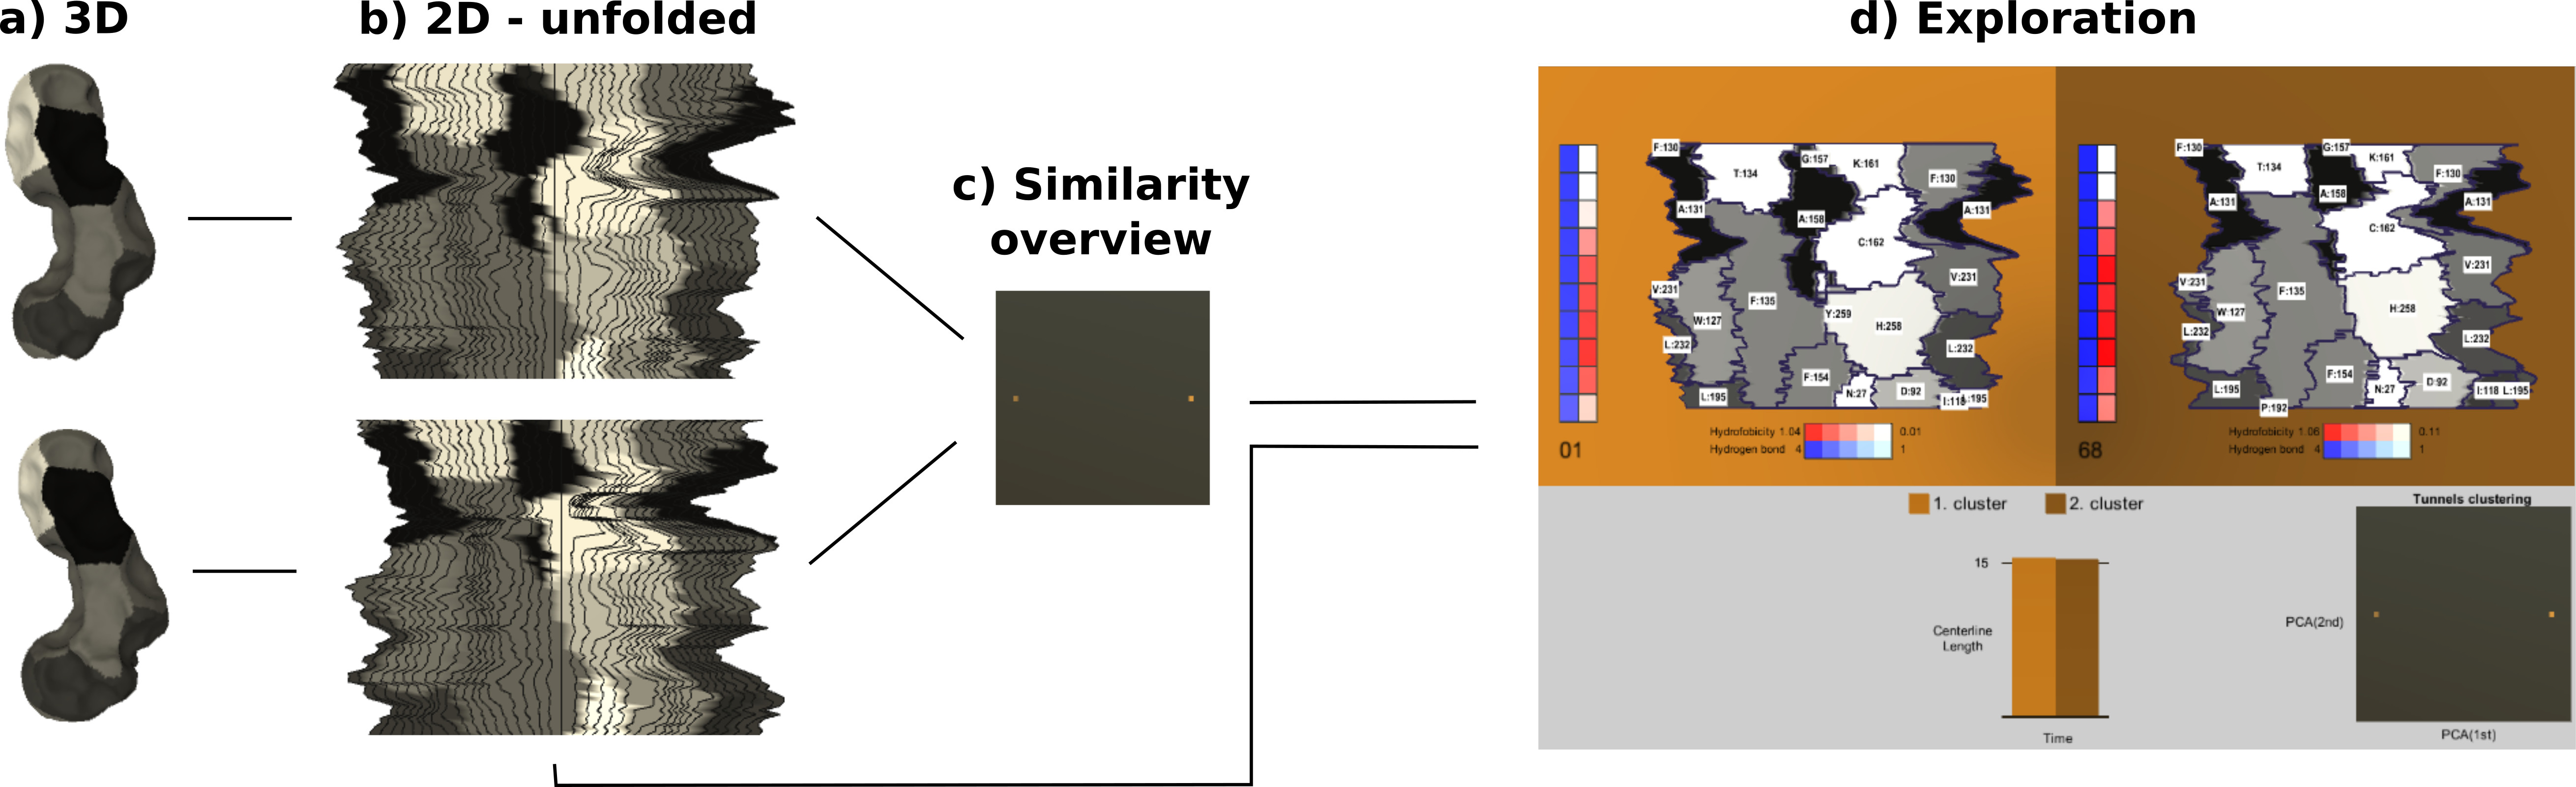 a) 3D
b) 2D - unfolded
c) Similarity
overview
d) Exploration
F:130
T:134
G:157
K:161
F:130
A:131
A:158
A:131
C:162
V:231
V:231
F:135
W:127
Y:259
H:258
L:232
L:232
F:154
L:195
N:27
D:92
I:118
L:195
Hydrofobicity 1.04
0.01
Hydrogen bond 4
1
01
F:130
T:134
G:157
K:161
F:130
A:158
A:131
A:131
C:162
V:231
V:231
F:135
W:127
H:258
L:232
L:232
F:154
L:195
N:27
D:92
I:118
L:195
P:192
Hydrofobicity 1.06
0.11
Hydrogen bond 4
1
68
1. cluster
2. cluster
15
Centerline
Length
Time
Tunnels clustering
PCA(2nd)
PCA(1st)